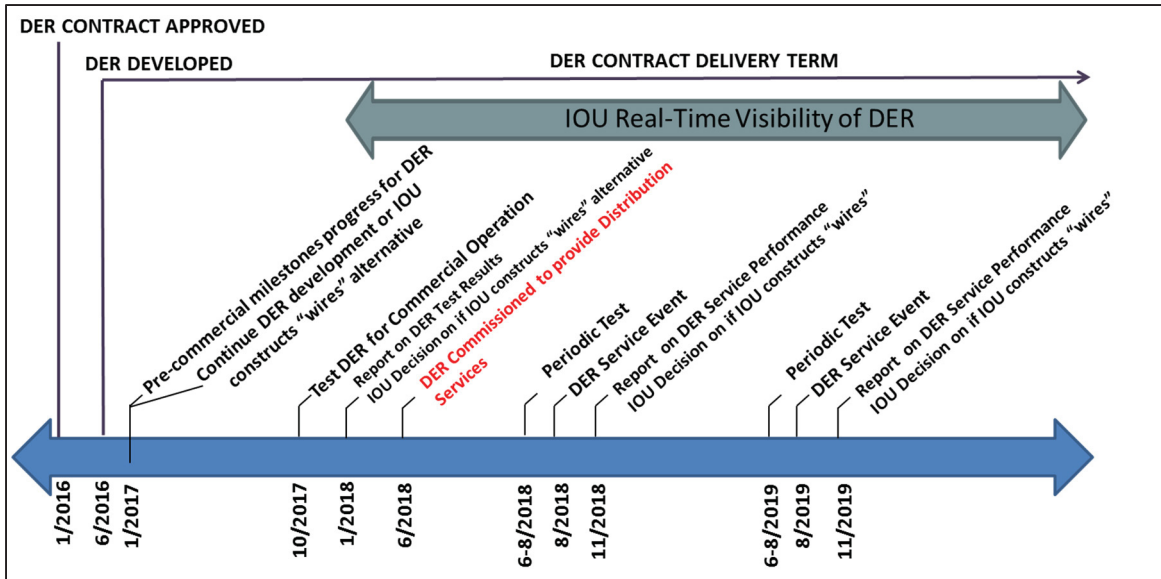 DER CONTRACT APPROVED
DER DEVELOPED
DER CONTRACT DELIVERY TERM
IOU Real-Time Visibility of DER
Pre-commercial milestones progress for DER
Continue DER development or IOU
constructs “wires” alternative
Test DER for Commercial Operation
Report on DER Test Results
IOU Decision on if IOU constructs “wires” alternative
DER Commissioned to provide Distribution
Services
Periodic Test
DER Service Event
Report on DER Service Performance
IOU Decision on if IOU constructs “wires”
Periodic Test
DER Service Event
Report on DER Service Performance
IOU Decision on if IOU constructs “wires”
1/2016
6/2016
1/2017
10/2017
1/2018
6/2018
6-8/2018
8/2018
11/2018
6-8/2019
8/2019
11/2019